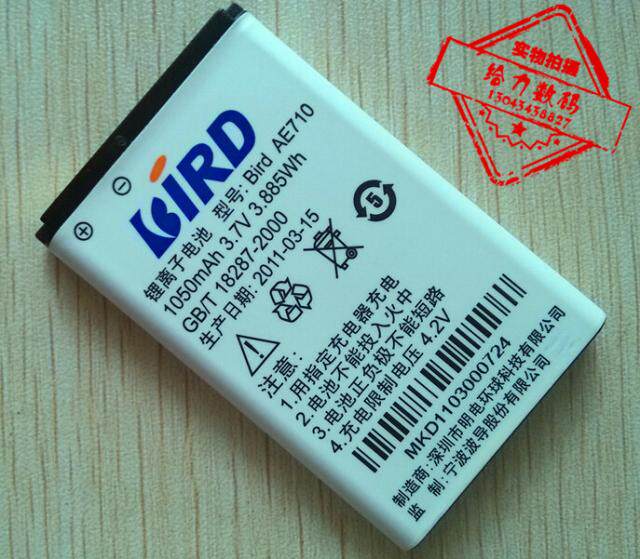 BIRD
锂离子电池 型号: Bird AE710
1050mAh 3.7V 3.885Wh
GB/T 18287-2000
生产日期: 2011-03-15
5
注意:
1.用指定充电器充电
2.电池不能投入火中
3.电池正负极不能短路
4.充电限制电压 4.2V
MKD1103000724
制造商: 深圳市明电环球科技有限公司
监 制: 宁波波导股份有限公司
实物拍摄
给力数码
13043438827